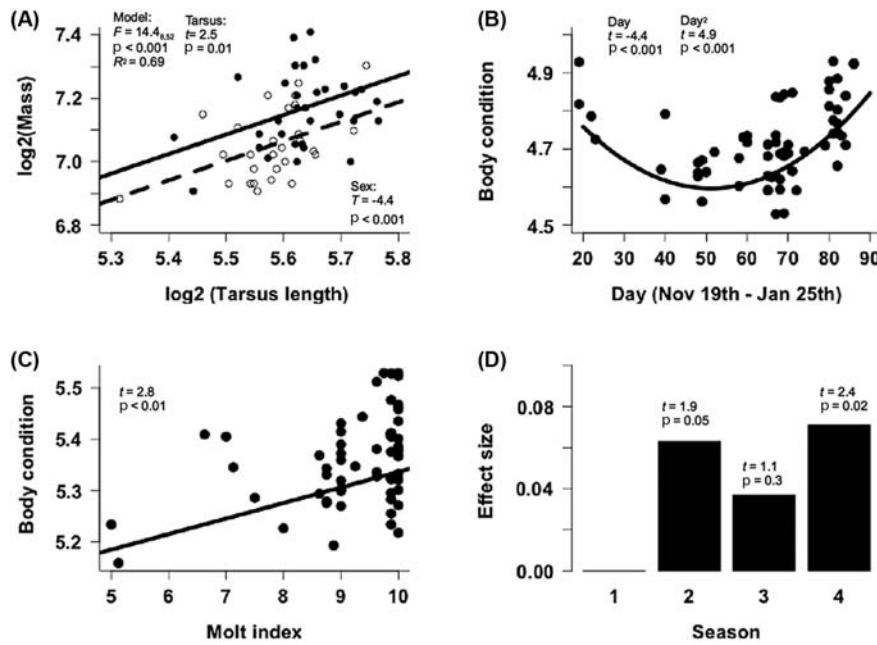 (A)
Model:
F = 14.4₈,₅₂
p < 0.001
R² = 0.69
Tarsus:
t= 2.5
p = 0.01
Sex:
T = -4.4
p < 0.001
7.4
7.2
7.0
6.8
log2(Mass)
5.3 5.4 5.5 5.6 5.7 5.8
log2 (Tarsus length)
(B)
Day
t = -4.4
p < 0.001
Day²
t = 4.9
p < 0.001
4.9
4.7
4.5
Body condition
20 30 40 50 60 70 80 90
Day (Nov 19th - Jan 25th)
(C)
t = 2.8
p < 0.01
5.5
5.4
5.3
5.2
Body condition
5 6 7 8 9 10
Molt index
(D)
t = 1.9
p = 0.05
t = 1.1
p = 0.3
t = 2.4
p = 0.02
0.08
0.04
0.00
Effect size
1 2 3 4
Season